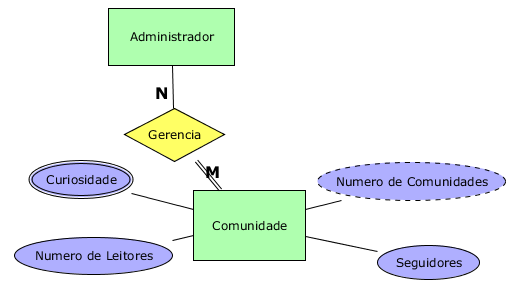 Administrador
N
Gerencia
M
Curiosidade
Numero de Comunidades
Comunidade
Numero de Leitores
Seguidores